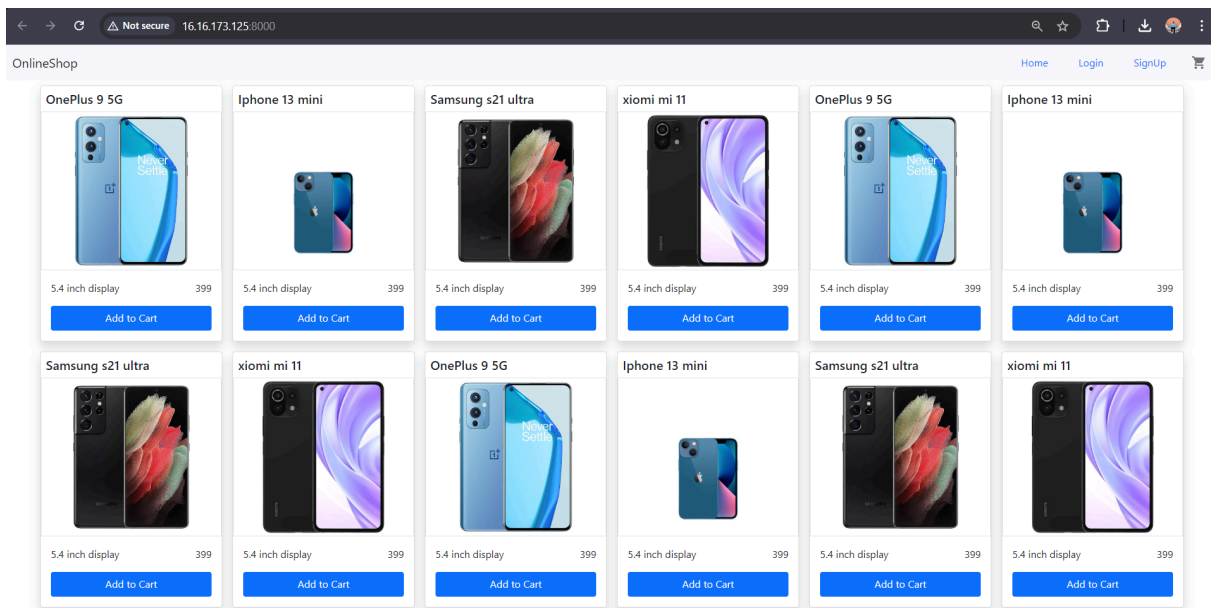 Not secure 16.16.173.125:8000
OnlineShop Home Login SignUp
OnePlus 9 5G Iphone 13 mini Samsung s21 ultra xiomi mi 11 OnePlus 9 5G Iphone 13 mini
Never Never
Settle Settle
5.4 inch display 399 5.4 inch display 399 5.4 inch display 399 5.4 inch display 399 5.4 inch display 399 5.4 inch display 399
Add to Cart Add to Cart Add to Cart Add to Cart Add to Cart Add to Cart
Samsung s21 ultra xiomi mi 11 OnePlus 9 5G Iphone 13 mini Samsung s21 ultra xiomi mi 11
Never
Settle
5.4 inch display 399 5.4 inch display 399 5.4 inch display 399 5.4 inch display 399 5.4 inch display 399 5.4 inch display 399
Add to Cart Add to Cart Add to Cart Add to Cart Add to Cart Add to Cart